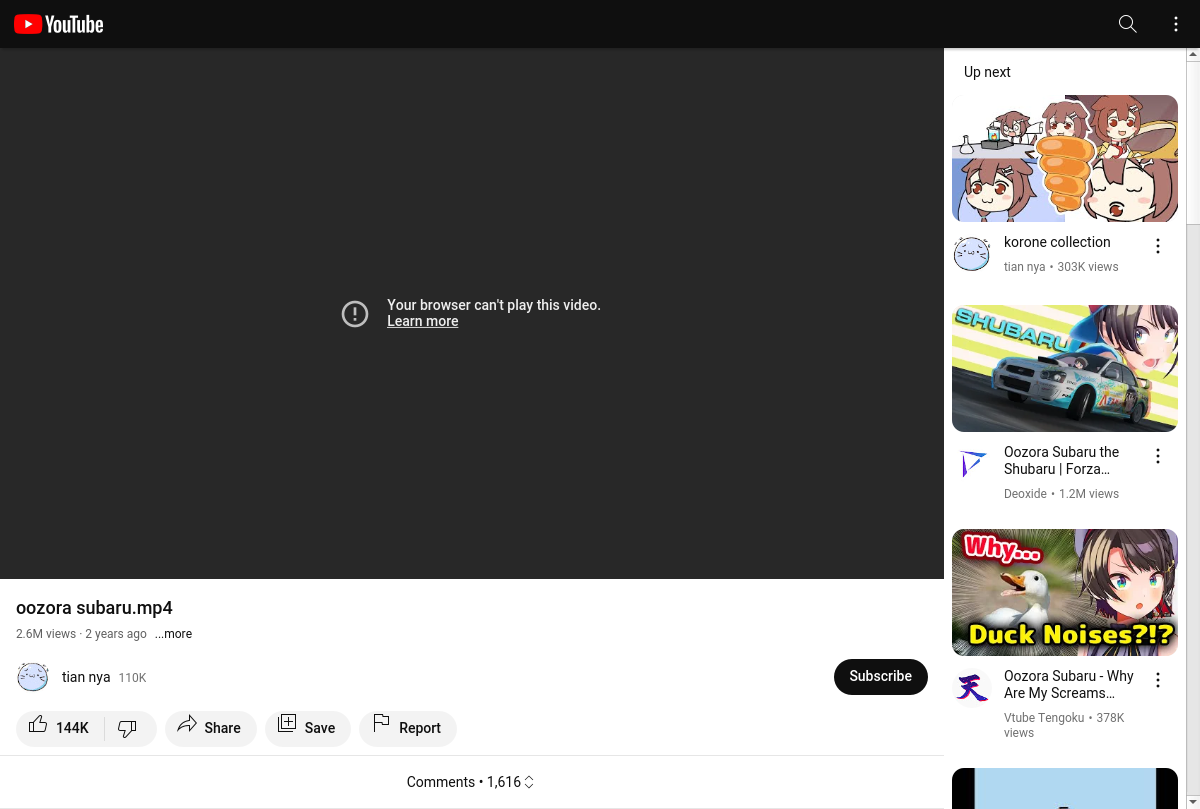 YouTube
Your browser can't play this video.
Learn more
oozora subaru.mp4
2.6M views · 2 years ago ...more
tian nya 110K
Subscribe
144K
Share
Save
Report
Comments • 1,616
Up next
korone collection
tian nya • 303K views
SHUBARU
Oozora Subaru the
Shubaru | Forza...
Deoxide • 1.2M views
Why...
Duck Noises?!?
天
Oozora Subaru - Why
Are My Screams...
Vtube Tengoku • 378K
views